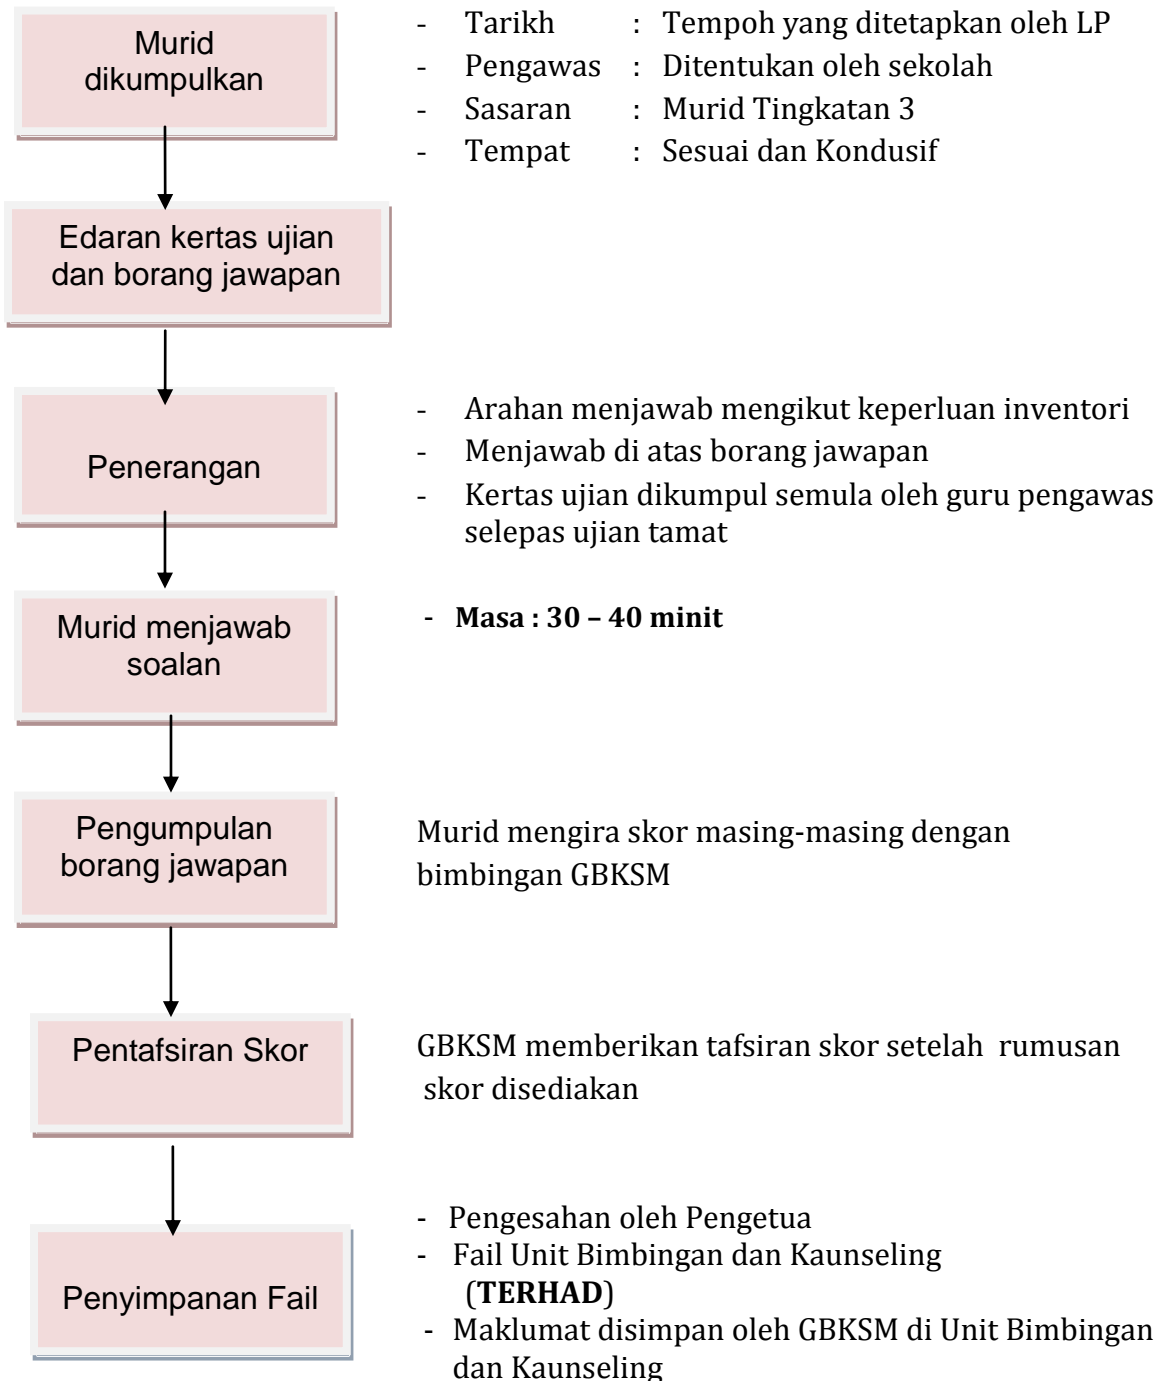 Murid
dikumpulkan
- Tarikh : Tempoh yang ditetapkan oleh LP
- Pengawas : Ditentukan oleh sekolah
- Sasaran : Murid Tingkatan 3
- Tempat : Sesuai dan Kondusif
Edaran kertas ujian
dan borang jawapan
Penerangan
- Arahan menjawab mengikut keperluan inventori
- Menjawab di atas borang jawapan
- Kertas ujian dikumpul semula oleh guru pengawas
selepas ujian tamat
Murid menjawab
soalan
- Masa : 30 – 40 minit
Pengumpulan
borang jawapan
Murid mengira skor masing-masing dengan
bimbingan GBKSM
Pentafsiran Skor
GBKSM memberikan tafsiran skor setelah rumusan
skor disediakan
Penyimpanan Fail
- Pengesahan oleh Pengetua
- Fail Unit Bimbingan dan Kaunseling
(TERHAD)
- Maklumat disimpan oleh GBKSM di Unit Bimbingan
dan Kaunseling